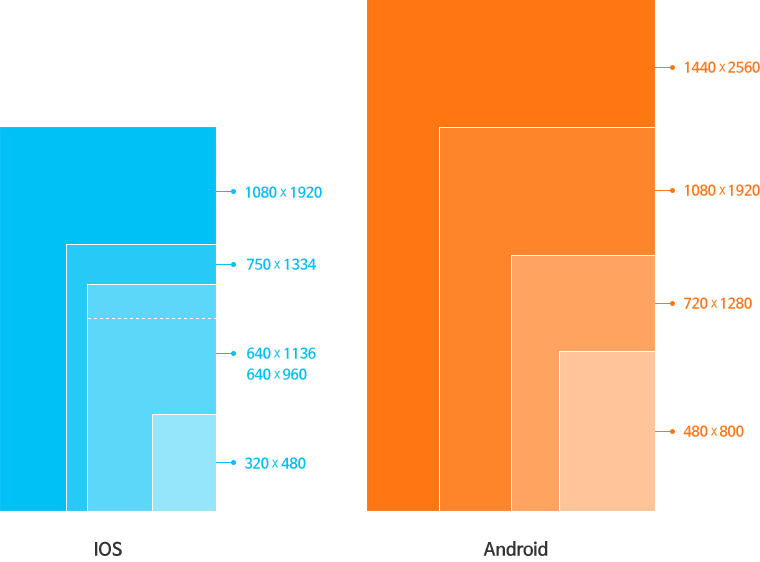 1080 x 1920
750 x 1334
640 x 1136
640 x 960
320 x 480
IOS
1440 x 2560
1080 x 1920
720 x 1280
480 x 800
Android